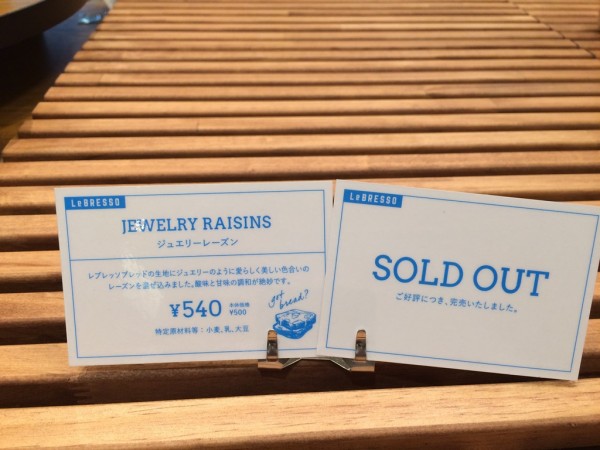 LeBRESSO
JEWELRY RAISINS
ジュエリーレーズン
レブレッソブレッドの生地にジュエリーのように愛らしく美しい色合いの
レーズンを混ぜ込みました。酸味と甘味の調和が絶妙です。
¥540 本体価格
¥500
got
bread?
特定原材料等：小麦、乳、大豆
LeBRESSO
SOLD OUT
ご好評につき、完売いたしました。